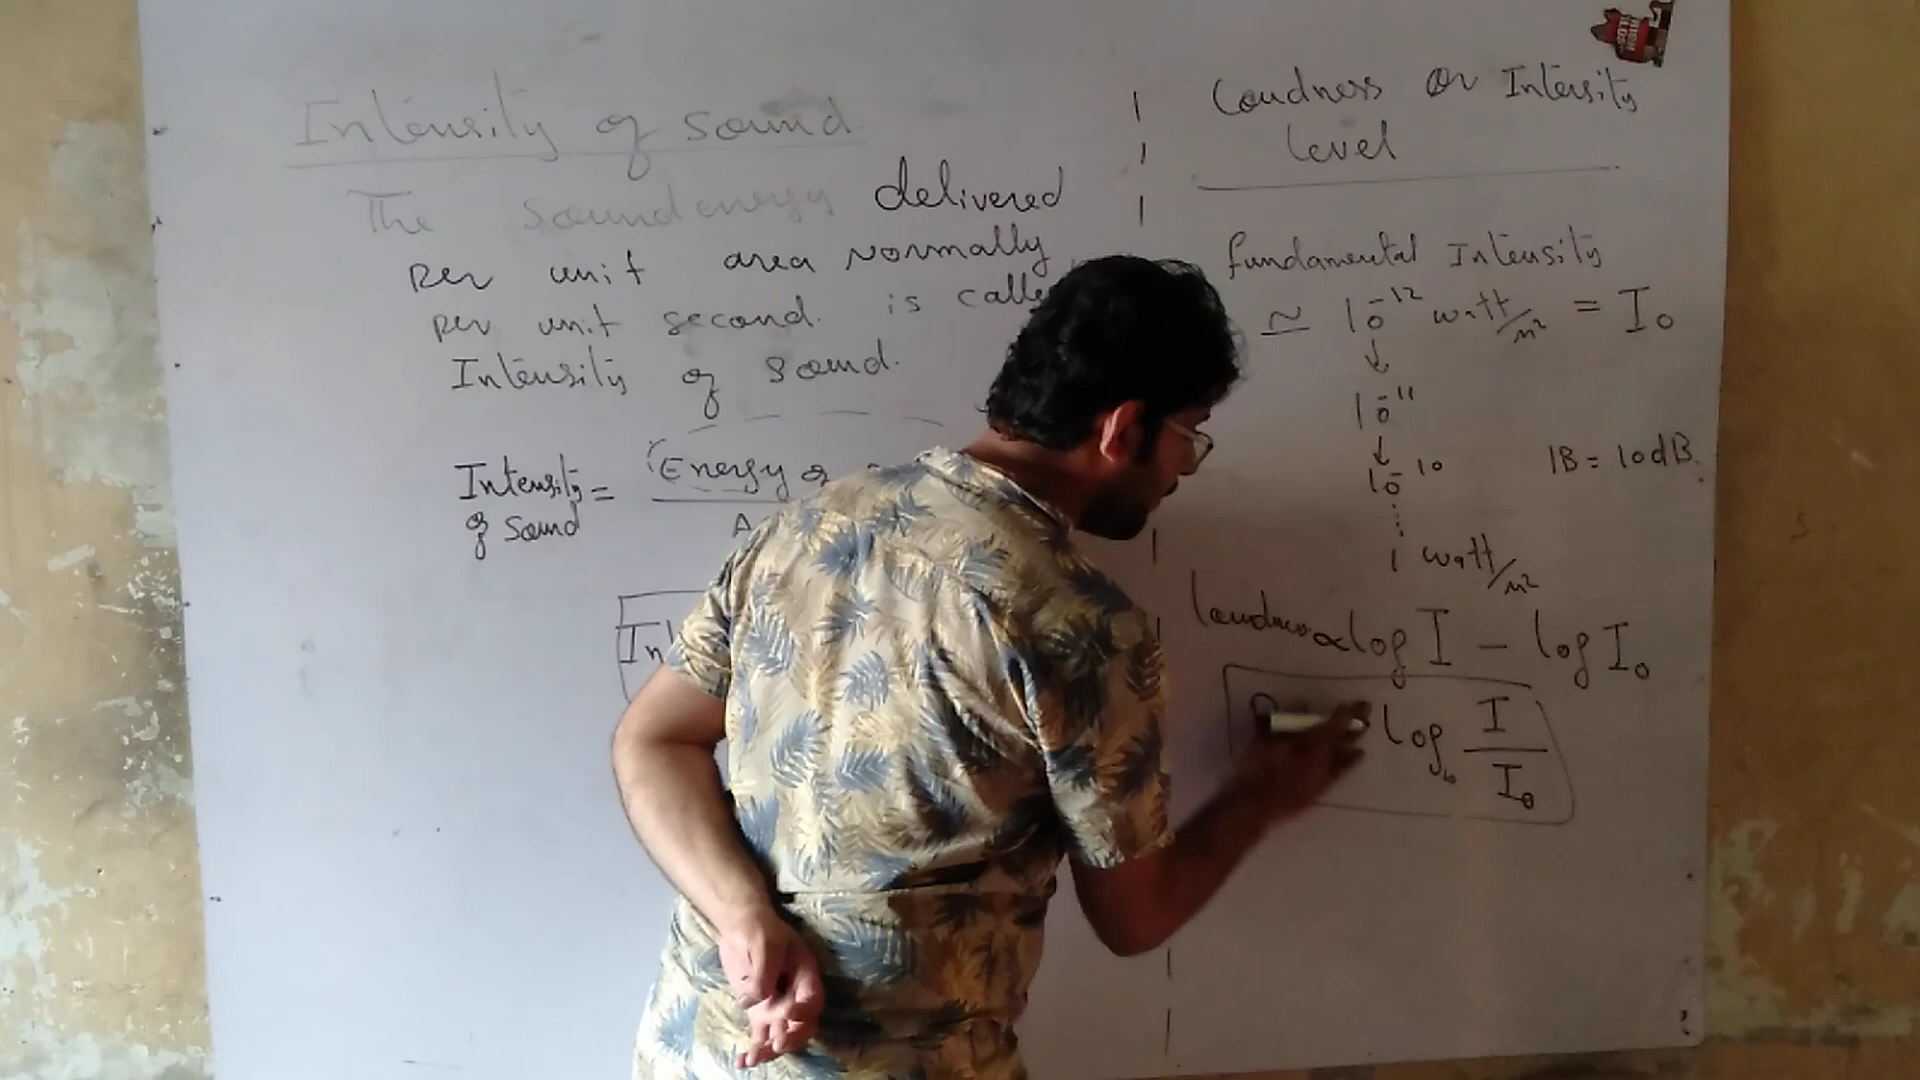 Intensity of sound
The sound energy delivered
per unit area normally
per unit second. is
Intensity of sound.
Intensity of sound = Energy of
A
In
Loudness or Intensity
level
fundamental Intensity
≃ 10⁻¹² watt/m² = I₀
↓
10⁻¹¹
↓
10⁻¹⁰
1B = 10dB.
1 watt/m²
loudness ∝ log I - log I₀
log₁₀ I/I₀